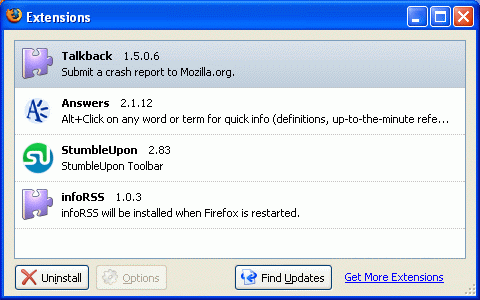 Extensions
Talkback 1.5.0.6
Submit a crash report to Mozilla.org.
Answers 2.1.12
Alt+Click on any word or term for quick info (definitions, up-to-the-minute refe...
StumbleUpon 2.83
StumbleUpon Toolbar
infoRSS 1.0.3
infoRSS will be installed when Firefox is restarted.
Uninstall Options Find Updates Get More Extensions